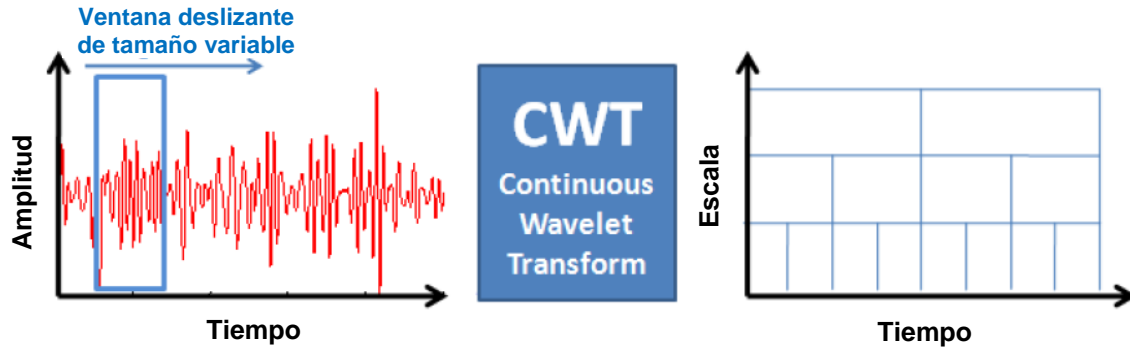 Ventana deslizante
de tamaño variable
Amplitud
Tiempo
CWT
Continuous
Wavelet
Transform
Escala
Tiempo